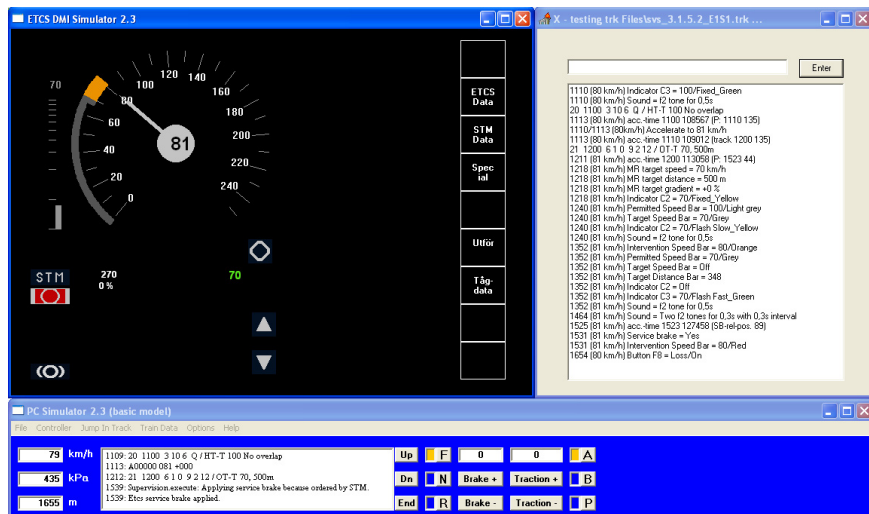 ETCS DMI Simulator 2.3
70
0
20
40
60
80
100
120
140
160
180
200
220
240
81
ETCS
Data
STM
Data
Spec
ial
Utför
Tåg-
data
STM
270
0 %
70
X - testing trk Files\svs_3.1.5.2_E1S1.trk ...
Enter
1110 (80 km/h) Indicator C3 = 100/Fixed_Green
1110 (80 km/h) Sound = f2 tone for 0,5s
20 1100 3 10 6 Q / HT-T 100 No overlap
1113 (80 km/h) acc.-time 1100 108567 (P: 1110 135)
1110/1113 (80km/h) Accelerate to 81 km/h
1113 (80 km/h) acc.-time 1110 109012 (track 1200 135)
21 1200 6 1 0 9 2 12 / OT-T 70, 500m
1211 (81 km/h) acc.-time 1200 113058 (P: 1523 44)
1218 (81 km/h) MR target speed = 70 km/h
1218 (81 km/h) MR target distance = 500 m
1218 (81 km/h) MR target gradient = +0 %
1218 (81 km/h) Indicator C2 = 70/Fixed_Yellow
1240 (81 km/h) Permitted Speed Bar = 100/Light grey
1240 (81 km/h) Target Speed Bar = 70/Grey
1240 (81 km/h) Indicator C2 = 70/Flash Slow_Yellow
1240 (81 km/h) Sound = f2 tone for 0,5s
1352 (81 km/h) Intervention Speed Bar = 80/Orange
1352 (81 km/h) Permitted Speed Bar = 70/Grey
1352 (81 km/h) Target Speed Bar = Off
1352 (81 km/h) Target Distance Bar = 348
1352 (81 km/h) Indicator C2 = Off
1352 (81 km/h) Indicator C3 = 70/Flash Fast_Green
1352 (81 km/h) Sound = f2 tone for 0,5s
1464 (81 km/h) Sound = Two f2 tones for 0,3s with 0,3s interval
1525 (81 km/h) acc.-time 1523 127458 (SB-rel-pos. 89)
1531 (81 km/h) Service brake = Yes
1531 (81 km/h) Intervention Speed Bar = 80/Red
1654 (80 km/h) Button F8 = Loss/On
PC Simulator 2.3 (basic model)
File Controller Jump In Track Train Data Options Help
79 km/h
435 kPa
1655 m
1109: 20 1100 3 10 6 Q / HT-T 100 No overlap
1113: A00000 081 +000
1212: 21 1200 6 1 0 9 2 12 / OT-T 70, 500m
1539: Supervision.execute: Applying service brake because ordered by STM.
1539: Etcs service brake applied.
Up F 0 0 A
Dn N Brake + Traction + B
End R Brake - Traction - P